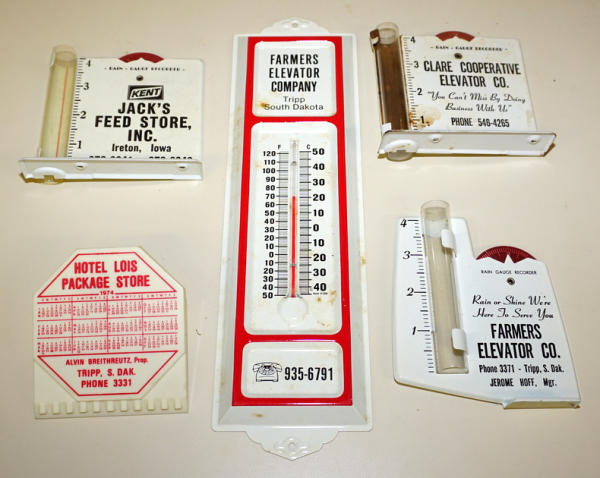 4
3
2
1
- RAIN - GAUGE RECORDER -
KENT
JACK'S
FEED STORE,
INC.
Ireton, Iowa
FARMERS
ELEVATOR
COMPANY
Tripp
South Dakota
F C
120 50
110
100 40
90 30
80
70 20
60
50 10
40
30 0
20
10 10
0 20
10
20 30
30
40 40
50
935-6791
4
3
2
1
- RAIN - GAUGE RECORDER -
CLARE COOPERATIVE
ELEVATOR CO.
"You Can't Miss By Doing
Business With Us"
PHONE 546-4265
HOTEL LOIS
PACKAGE STORE
1974
ALVIN BREITHREUTZ, Prop.
TRIPP, S. DAK.
PHONE 3331
4
3
2
1
RAIN GAUGE RECORDER
Rain or Shine We're
Here To Serve You
FARMERS
ELEVATOR CO.
Phone 3371 - Tripp, S. Dak.
JEROME HOFF, Mgr.